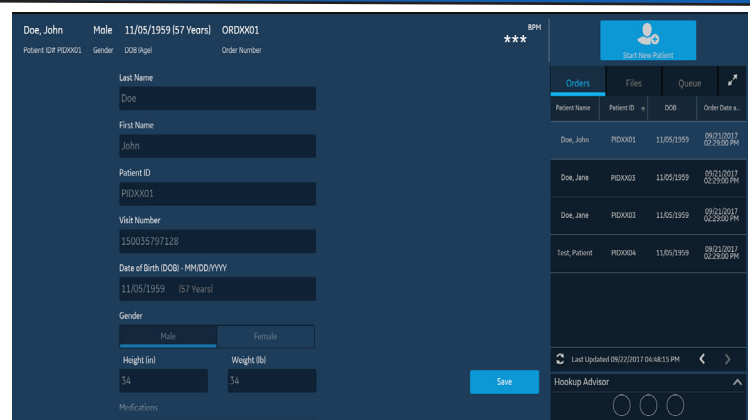 Doe, John Male 11/05/1959 (57 Years) ORDXX01
Patient ID# PIDXX01 Gender DOB (Age) Order Number
*** BPM
Start New Patient
Last Name
Doe
First Name
John
Patient ID
PIDXX01
Visit Number
150035797128
Date of Birth (DOB) - MM/DD/YYYY
11/05/1959 (57 Years)
Gender
Male Female
Height (in) Weight (lb)
34 34
Medications
Save
Orders Files Queue
Patient Name Patient ID DOB Order Date a...
Doe, John PIDXX01 11/05/1959 09/21/2017 02:29:00 PM
Doe, Jane PIDXX03 11/05/1959 09/21/2017 02:29:00 PM
Doe, Jane PIDXX03 11/05/1959 09/21/2017 02:29:00 PM
Test, Patient PIDXX04 11/05/1959 09/21/2017 02:29:00 PM
Last Updated 09/22/2017 04:48:15 PM
Hookup Advisor